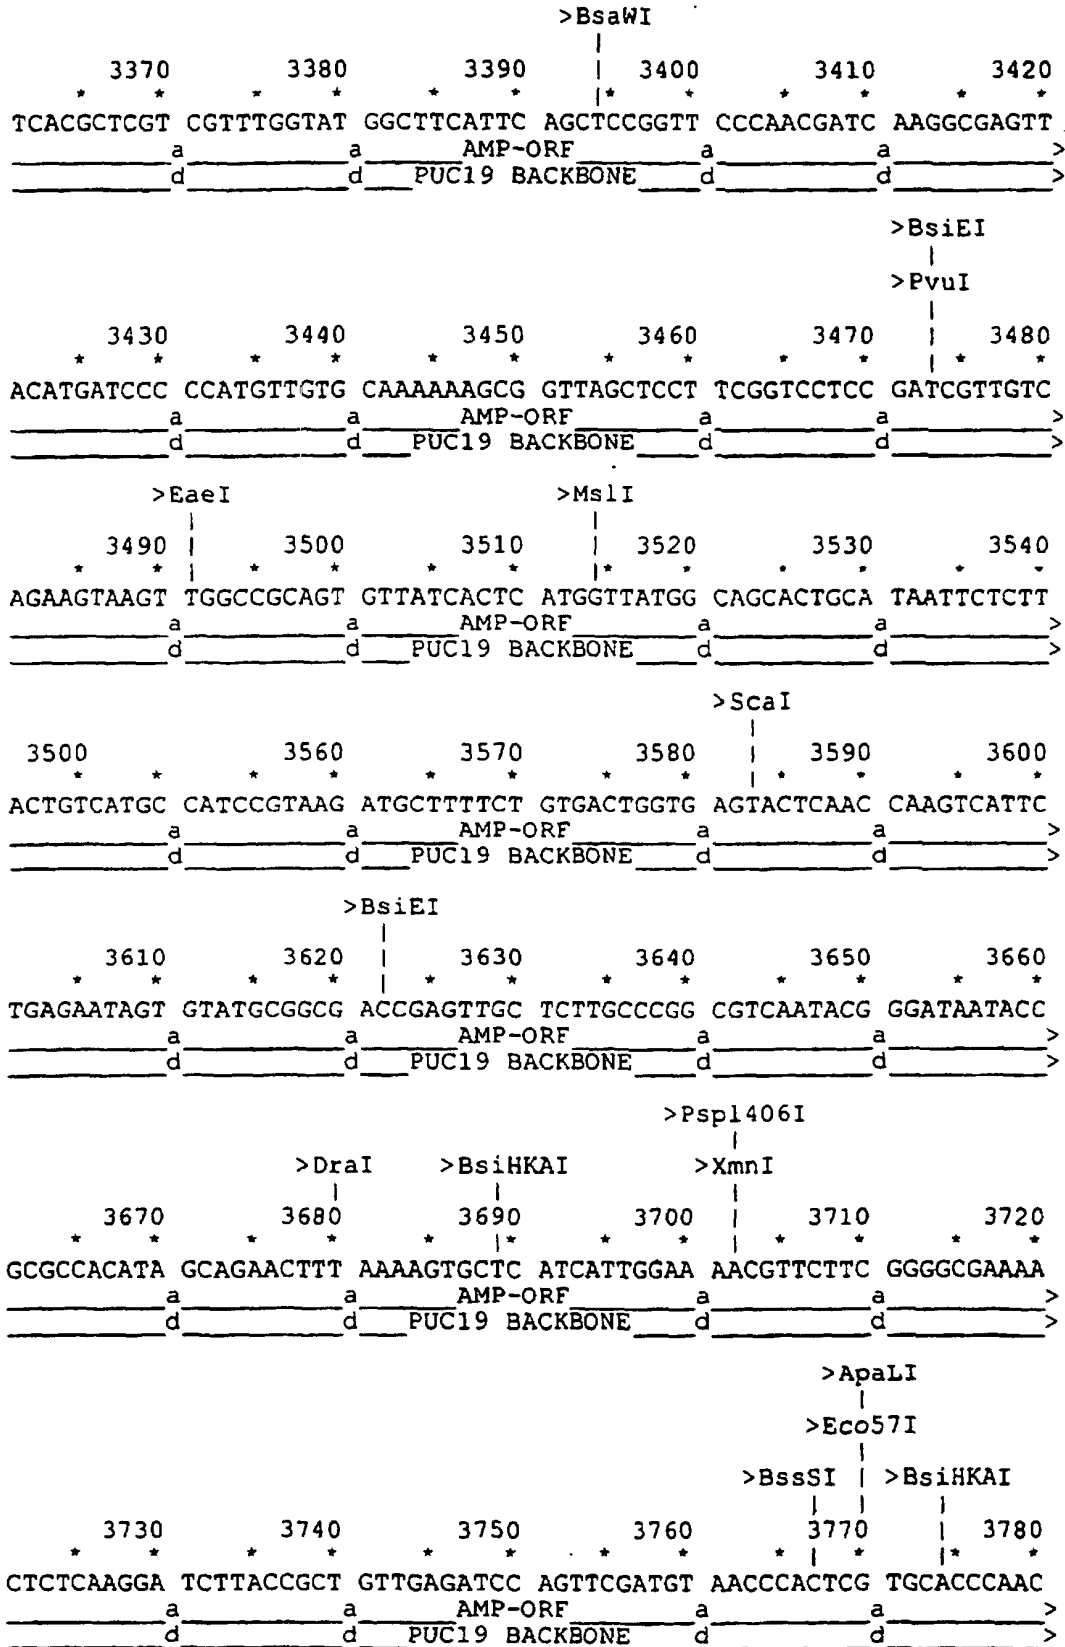 >BsaWI
3370 3380 3390 3400 3410 3420
* * * * * * * * * * * *
TCACGCTCGT CGTTTGGTAT GGCTTCATTC AGCTCCGGTT CCCAACGATC AAGGCGAGTT
a a AMP-ORF a a >
d d PUC19 BACKBONE d d >
>BsiEI
>PvuI
3430 3440 3450 3460 3470 3480
* * * * * * * * * * * *
ACATGATCCC CCATGTTGTG CAAAAAAGCG GTTAGCTCCT TCGGTCCTCC GATCGTTGTC
a a AMP-ORF a a >
d d PUC19 BACKBONE d d >
>EaeI >MslI
3490 3500 3510 3520 3530 3540
* * * * * * * * * * * *
AGAAGTAAGT TGGCCGCAGT GTTATCACTC ATGGTTATGG CAGCACTGCA TAATTCTCTT
a a AMP-ORF a a >
d d PUC19 BACKBONE d d >
>ScaI
3500 3560 3570 3580 3590 3600
* * * * * * * * * * * *
ACTGTCATGC CATCCGTAAG ATGCTTTTCT GTGACTGGTG AGTACTCAAC CAAGTCATTC
a a AMP-ORF a a >
d d PUC19 BACKBONE d d >
>BsiEI
3610 3620 3630 3640 3650 3660
* * * * * * * * * * * *
TGAGAATAGT GTATGCGGCG ACCGAGTTGC TCTTGCCCGG CGTCAATACG GGATAATACC
a a AMP-ORF a a >
d d PUC19 BACKBONE d d >
>Psp1406I
>DraI >BsiHKAI >XmnI
3670 3680 3690 3700 3710 3720
* * * * * * * * * * * *
GCGCCACATA GCAGAACTTT AAAAGTGCTC ATCATTGGAA AACGTTCTTC GGGGCGAAAA
a a AMP-ORF a a >
d d PUC19 BACKBONE d d >
>ApaLI
>Eco57I
>BssSI >BsiHKAI
3730 3740 3750 3760 3770 3780
* * * * * * * * * * * *
CTCTCAAGGA TCTTACCGCT GTTGAGATCC AGTTCGATGT AACCCACTCG TGCACCCAAC
a a AMP-ORF a a >
d d PUC19 BACKBONE d d >